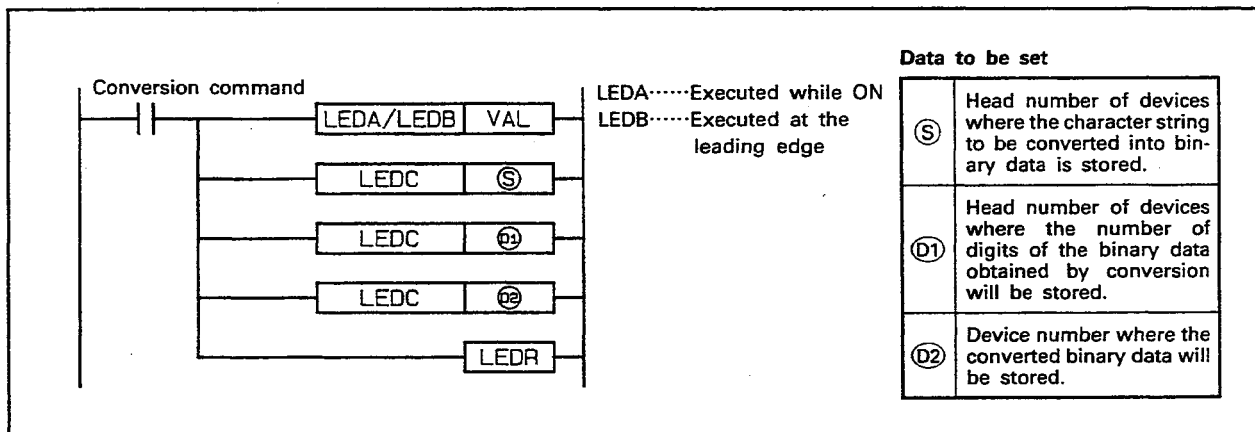 Conversion command
LEDA/LEDB VAL
LEDC Ⓢ
LEDC D1
LEDC D2
LEDR
LEDA······Executed while ON
LEDB······Executed at the
leading edge
Data to be set
Ⓢ
Head number of devices
where the character string
to be converted into bin-
ary data is stored.
D1
Head number of devices
where the number of
digits of the binary data
obtained by conversion
will be stored.
D2
Device number where the
converted binary data will
be stored.